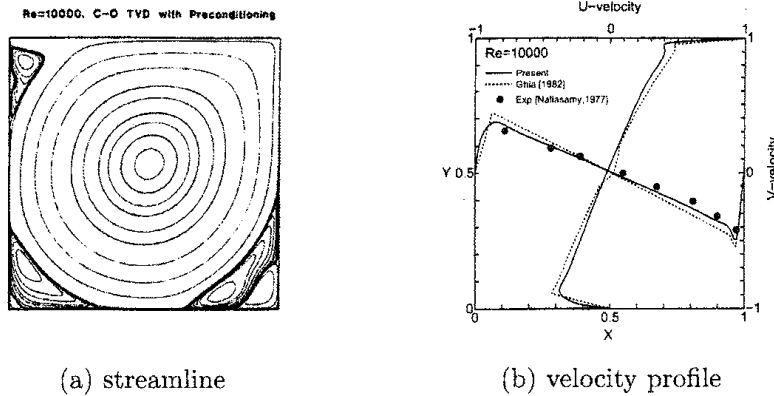 Re=10000, C-O TVD with Preconditioning
U-velocity
-1 0 1
1 1
Re=10000
Present
Ghia [1982]
Exp [Nallasamy,1977]
Y 0.5 0 V-velocity
-1
0 0.5 1
X
(a) streamline
(b) velocity profile